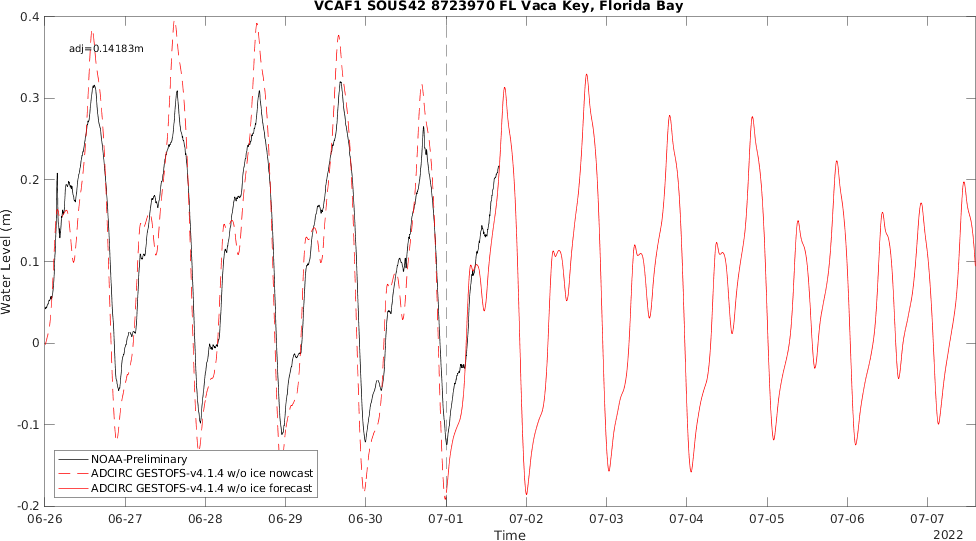 VCAF1 SOUS42 8723970 FL Vaca Key, Florida Bay
adj=0.14183m
0.4
0.3
0.2
0.1
0
-0.1
-0.2
Water Level (m)
NOAA-Preliminary
ADCIRC GESTOFS-v4.1.4 w/o ice nowcast
ADCIRC GESTOFS-v4.1.4 w/o ice forecast
06-26 06-27 06-28 06-29 06-30 07-01 07-02 07-03 07-04 07-05 07-06 07-07
Time
2022